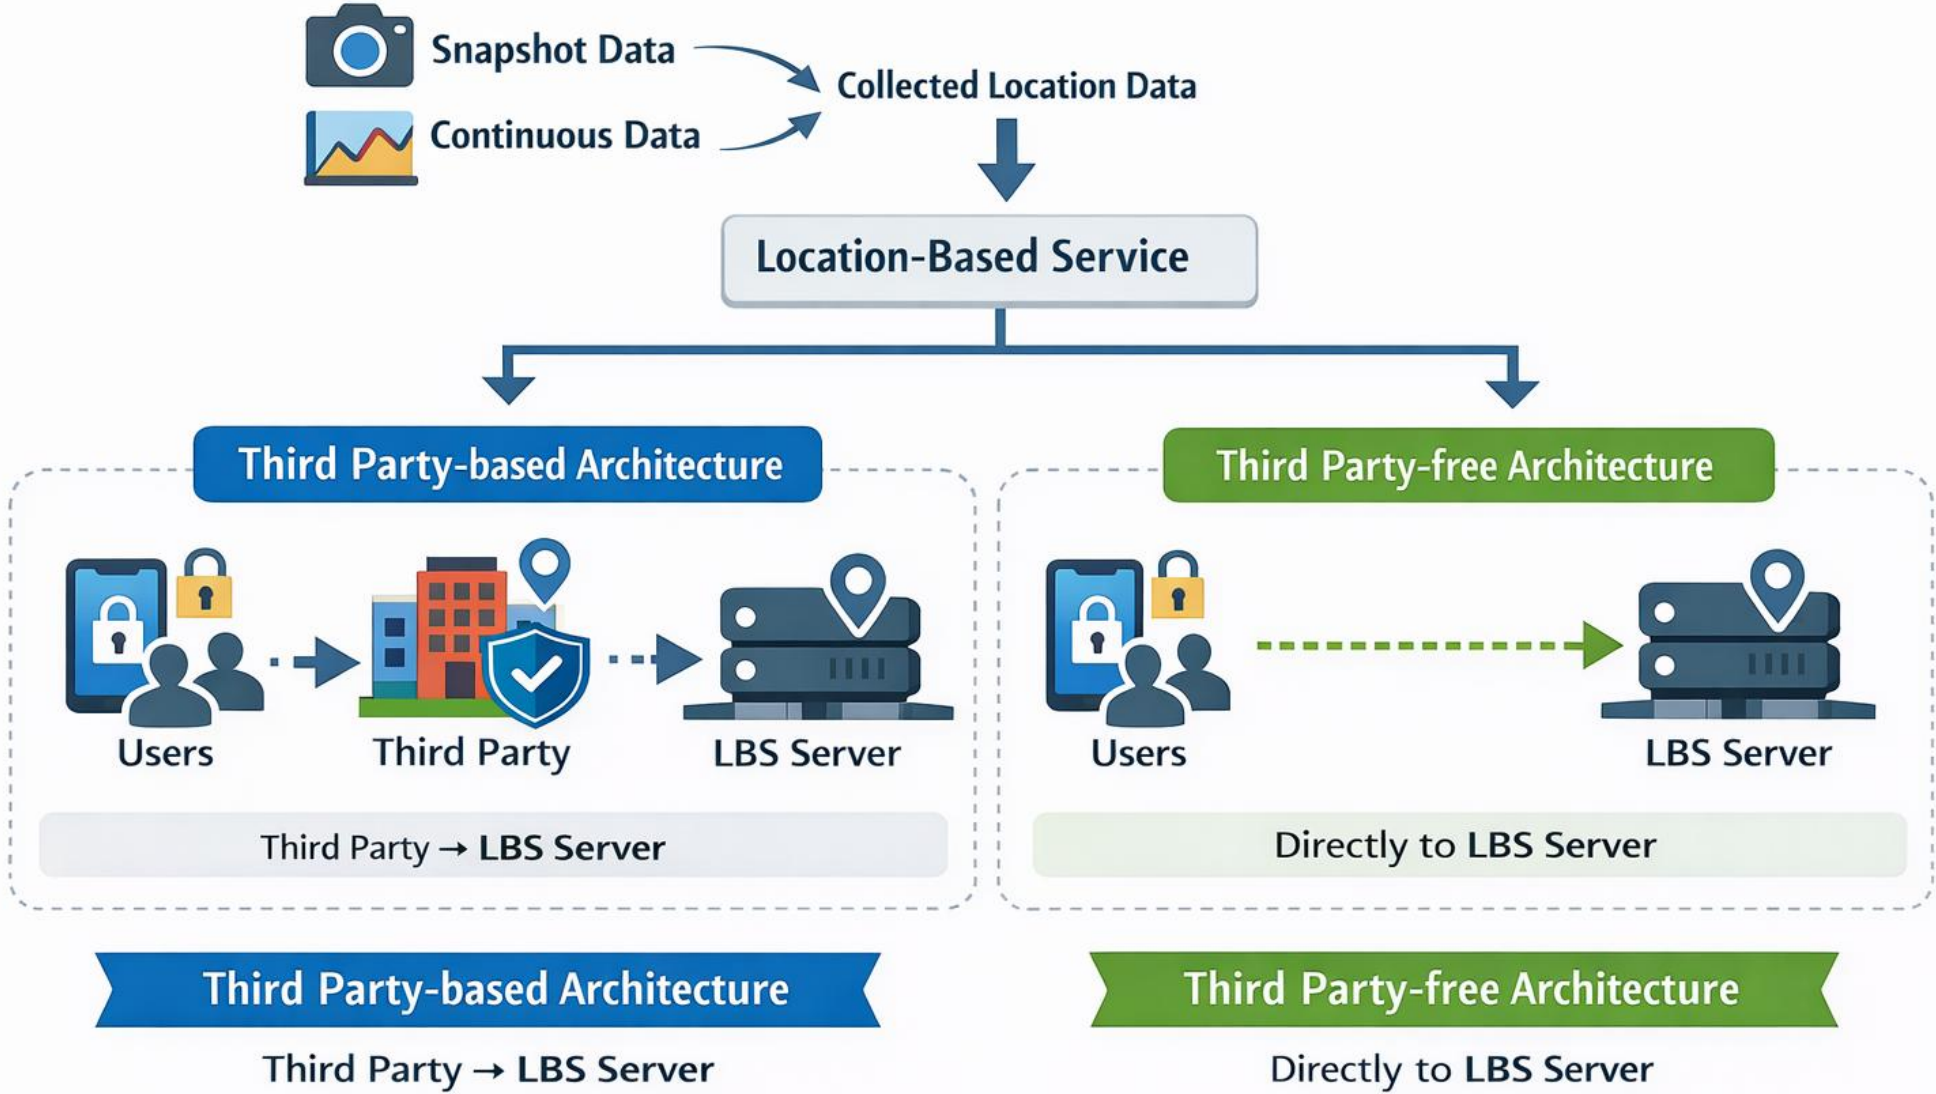 Snapshot Data
Continuous Data
Collected Location Data
Location-Based Service
Third Party-based Architecture
Users
Third Party
LBS Server
Third Party → LBS Server
Third Party-free Architecture
Users
LBS Server
Directly to LBS Server
Third Party-based Architecture
Third Party → LBS Server
Third Party-free Architecture
Directly to LBS Server